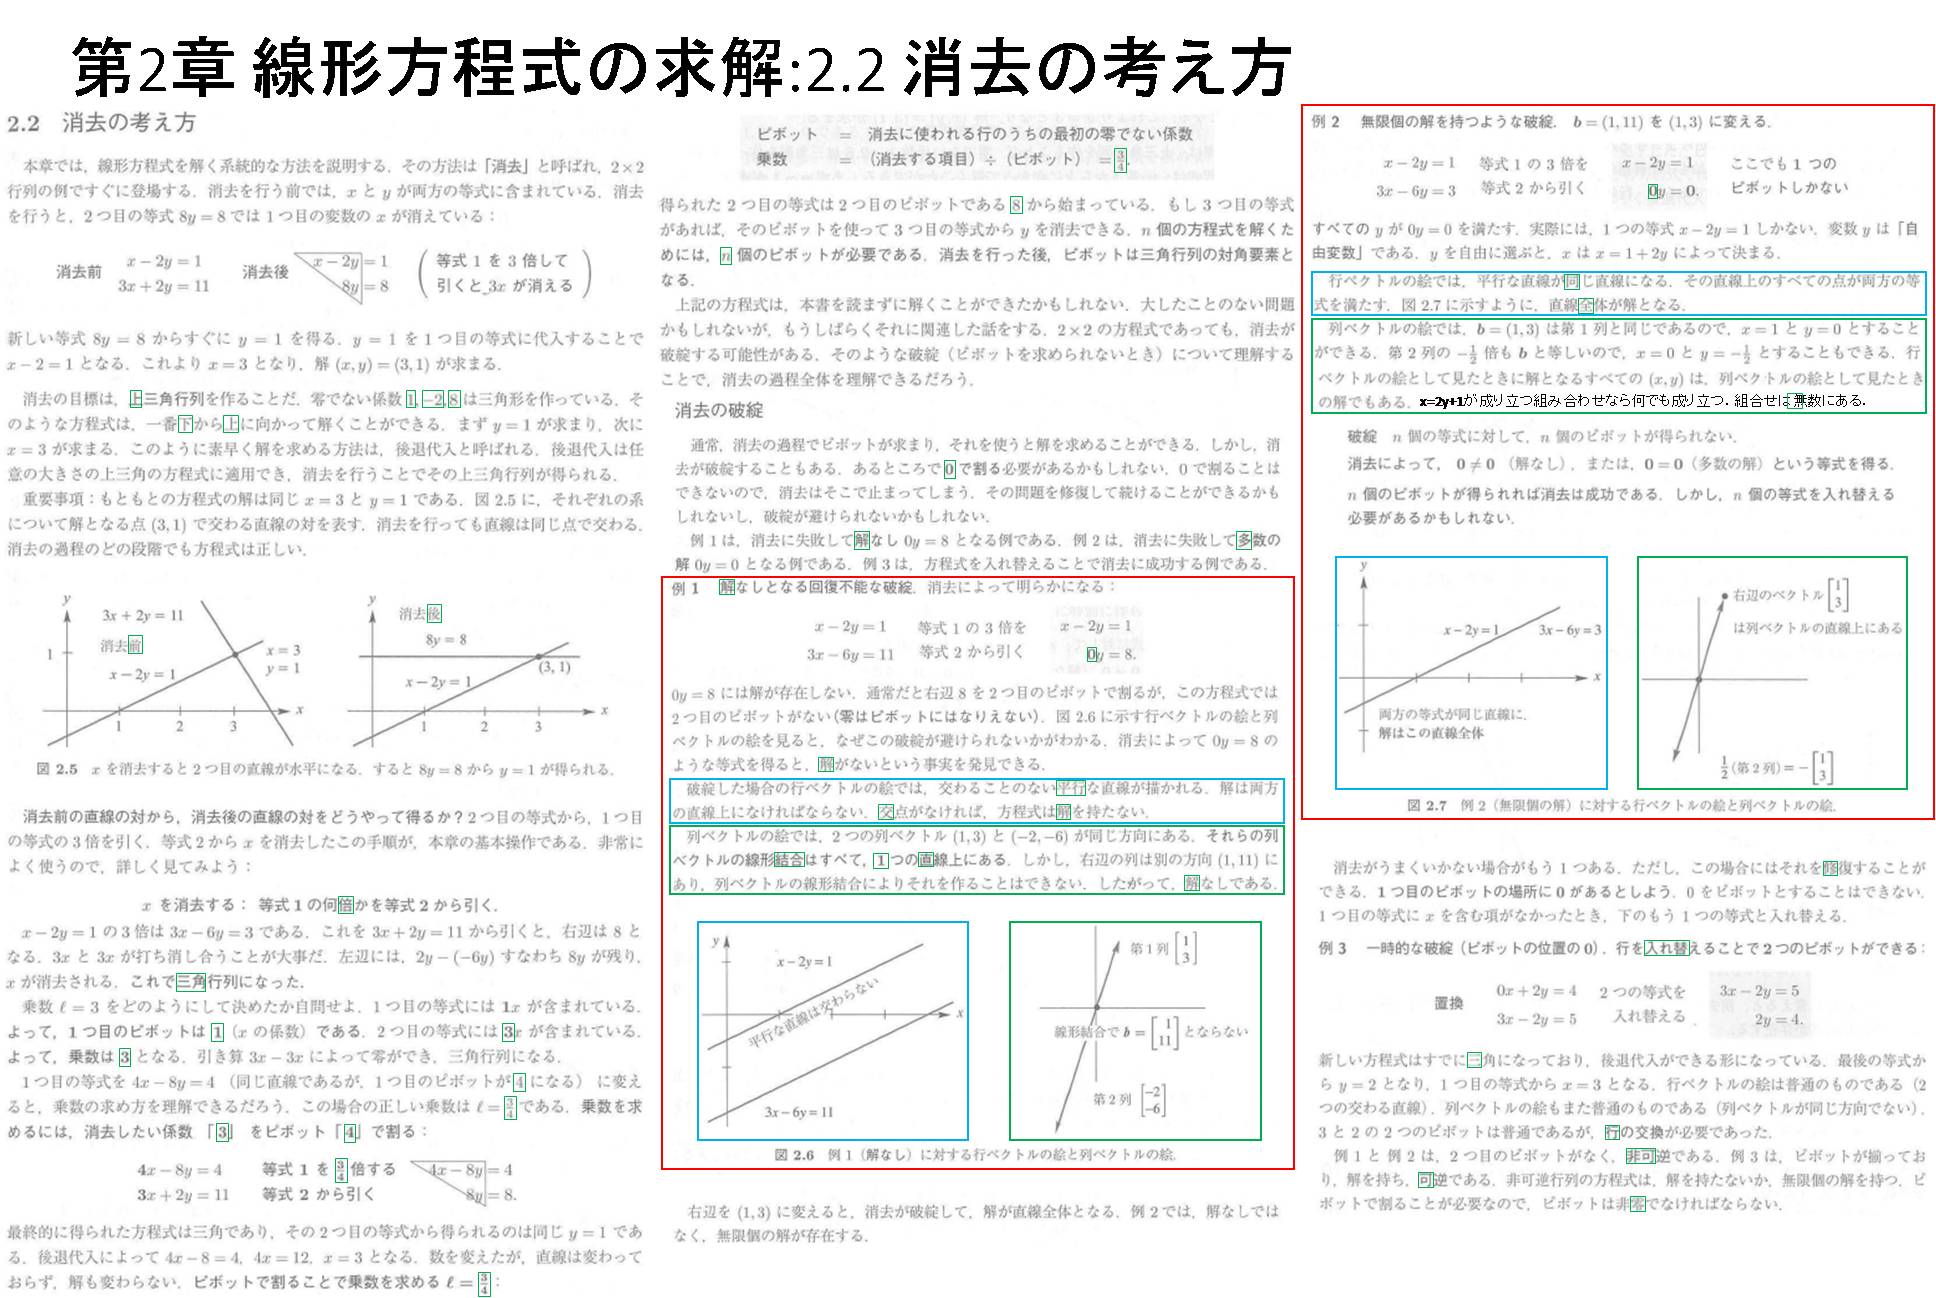 第2章 線形方程式の求解:2.2 消去の考え方
2.2 消去の考え方
本章では，線形方程式を解く系統的な方法を説明する．その方法は「消去」と呼ばれ，2×2
行列の例ですぐに登場する．消去を行う前では，x と y が両方の等式に含まれている．消去
を行うと，2つ目の等式 8y = 8 では1つ目の変数の x が消えている：
消去前 x − 2y = 1 消去後 x − 2y = 1 等式 1 を 3 倍して
3x + 2y = 11 8y = 8 引くと 3x が消える
新しい等式 8y = 8 からすぐに y = 1 を得る．y = 1 を1つ目の等式に代入することで
x − 2 = 1 となる．これより x = 3 となり，解 (x, y) = (3, 1) が求まる．
消去の目標は，上三角行列を作ることだ．零でない係数 1, −2, 8 は三角形を作っている．そ
のような方程式は，一番下から上に向かって解くことができる．まず y = 1 が求まり，次に
x = 3 が求まる．このように素早く解を求める方法は，後退代入と呼ばれる．後退代入は任
意の大きさの上三角の方程式に適用でき，消去を行うことでその上三角行列が得られる．
重要事項：もともとの方程式の解は同じ x = 3 と y = 1 である．図 2.5 に，それぞれの系
について解となる点 (3, 1) で交わる直線の対を表す．消去を行っても直線は同じ点で交わる．
消去の過程のどの段階でも方程式は正しい．
y
3x + 2y = 11
消去前
x − 2y = 1
x = 3
y = 1
1
1 2 3
x
y
消去後
8y = 8
x − 2y = 1
(3, 1)
1 2 3
x
図 2.5 x を消去すると2つ目の直線が水平になる．すると 8y = 8 から y = 1 が得られる．
消去前の直線の対から，消去後の直線の対をどうやって得るか？2つ目の等式から，1つ目
の等式の3倍を引く．等式2から x を消去したこの手順が，本章の基本操作である．非常に
よく使うので，詳しく見てみよう：
x を消去する： 等式1の何倍かを等式2から引く．
x − 2y = 1 の3倍は 3x − 6y = 3 である．これを 3x + 2y = 11 から引くと，右辺は 8 と
なる．3x と 3x が打ち消し合うことが大事だ．左辺には，2y − (−6y) すなわち 8y が残り，
x が消去される．これで三角行列になった．
乗数 ℓ = 3 をどのようにして決めたか自問せよ．1つ目の等式には 1x が含まれている．
よって，1つ目のピボットは 1（x の係数）である．2つ目の等式には 3x が含まれている．
よって，乗数は 3 となる．引き算 3x − 3x によって零ができ，三角行列になる．
1つ目の等式を 4x − 8y = 4 （同じ直線であるが，1つ目のピボットが 4 になる） に変え
ると，乗数の求め方を理解できるだろう．この場合の正しい乗数は ℓ = 3/4 である．乗数を求
めるには，消去したい係数 「3」 をピボット「4」で割る：
4x − 8y = 4 等式 1 を 3/4 倍する 4x − 8y = 4
3x + 2y = 11 等式 2 から引く 8y = 8.
最終的に得られた方程式は三角であり，その2つ目の等式から得られるのは同じ y = 1 であ
る．後退代入によって 4x − 8 = 4，4x = 12，x = 3 となる．数を変えたが，直線は変わって
おらず，解も変わらない．ピボットで割ることで乗数を求める ℓ = 3/4：
ピボット = 消去に使われる行のうちの最初の零でない係数
乗数 = （消去する項目）÷（ピボット） = 3/4.
得られた2つ目の等式は2つ目のピボットである 8 から始まっている．もし3つ目の等式
があれば，そのピボットを使って3つ目の等式から y を消去できる．n 個の方程式を解くた
めには，n 個のピボットが必要である．消去を行った後，ピボットは三角行列の対角要素と
なる．
上記の方程式は，本書を読まずに解くことができたかもしれない．大したことのない問題
かもしれないが，もうしばらくそれに関連した話をする．2×2 の方程式であっても，消去が
破綻する可能性がある．そのような破綻（ピボットを求められないとき）について理解する
ことで，消去の過程全体を理解できるだろう．
消去の破綻
通常，消去の過程でピボットが求まり，それを使うと解を求めることができる．しかし，消
去が破綻することもある．あるところで 0 で割る必要があるかもしれない．0 で割ることは
できないので，消去はそこで止まってしまう．その問題を修復して続けることができるかも
しれないし，破綻が避けられないかもしれない．
例1は，消去に失敗して解なし 0y = 8 となる例である．例2は，消去に失敗して多数の
解 0y = 0 となる例である．例3は，方程式を入れ替えることで消去に成功する例である．
例 1 解なしとなる回復不能な破綻．消去によって明らかになる：
x − 2y = 1 等式 1 の 3 倍を x − 2y = 1
3x − 6y = 11 等式 2 から引く 0y = 8.
0y = 8 には解が存在しない．通常だと右辺 8 を2つ目のピボットで割るが，この方程式では
2つ目のピボットがない(零はピボットにはなりえない)．図 2.6 に示す行ベクトルの絵と列
ベクトルの絵を見ると，なぜこの破綻が避けられないかがわかる．消去によって 0y = 8 の
ような等式を得ると，解がないという事実を発見できる．
破綻した場合の行ベクトルの絵では，交わることのない平行な直線が描かれる．解は両方
の直線上になければならない．交点がなければ，方程式は解を持たない．
列ベクトルの絵では，2つの列ベクトル (1, 3) と (−2, −6) が同じ方向にある．それらの列
ベクトルの線形結合はすべて，1つの直線上にある．しかし，右辺の列は別の方向 (1, 11) に
あり，列ベクトルの線形結合によりそれを作ることはできない．したがって，解なしである．
y
x − 2y = 1
平行な直線は交わらない
x
3x − 6y = 11
第1列 [1 3]
線形結合で b = [1 11] とならない
第2列 [−2 −6]
図 2.6 例 1（解なし）に対する行ベクトルの絵と列ベクトルの絵．
右辺を (1, 3) に変えると，消去が破綻して，解が直線全体となる．例2では，解なしでは
なく，無限個の解が存在する．
例 2 無限個の解を持つような破綻． b = (1, 11) を (1, 3) に変える．
x − 2y = 1 等式 1 の 3 倍を x − 2y = 1 ここでも 1 つの
3x − 6y = 3 等式 2 から引く 0y = 0. ピボットしかない
すべての y が 0y = 0 を満たす．実際には，1つの等式 x − 2y = 1 しかない．変数 y は「自
由変数」である．y を自由に選ぶと，x は x = 1 + 2y によって決まる．
行ベクトルの絵では，平行な直線が同じ直線になる．その直線上のすべての点が両方の等
式を満たす．図 2.7 に示すように，直線全体が解となる．
列ベクトルの絵では，b = (1, 3) は第1列と同じであるので，x = 1 と y = 0 とすること
ができる．第2列の −1/2 倍も b と等しいので，x = 0 と y = −1/2 とすることもできる．行
ベクトルの絵として見たときに解となるすべての (x, y) は，列ベクトルの絵として見たとき
の解でもある．x=2y+1が成り立つ組み合わせなら何でも成り立つ．組合せは無数にある．
破綻 n 個の等式に対して，n 個のピボットが得られない．
消去によって，0 ≠ 0 （解なし），または，0 = 0（多数の解）という等式を得る．
n 個のピボットが得られれば消去は成功である．しかし，n 個の等式を入れ替える
必要があるかもしれない．
y
x − 2y = 1 3x − 6y = 3
x
両方の等式が同じ直線に．
解はこの直線全体
右辺のベクトル [1 3]
は列ベクトルの直線上にある
1/2 (第2列) = − [1 3]
図 2.7 例 2（無限個の解）に対する行ベクトルの絵と列ベクトルの絵．
消去がうまくいかない場合がもう1つある．ただし，この場合にはそれを修復することが
できる．1つ目のピボットの場所に 0 があるとしよう．0 をピボットとすることはできない．
1つ目の等式に x を含む項がなかったとき，下のもう1つの等式と入れ替える．
例 3 一時的な破綻（ピボットの位置の 0）．行を入れ替えることで2つのピボットができる：
置換 0x + 2y = 4 2 つの等式を 3x − 2y = 5
3x − 2y = 5 入れ替える 2y = 4.
新しい方程式はすでに三角になっており，後退代入ができる形になっている．最後の等式か
ら y = 2 となり，1つ目の等式から x = 3 となる．行ベクトルの絵は普通のものである（2
つの交わる直線）．列ベクトルの絵もまた普通のものである（列ベクトルが同じ方向でない）．
3 と 2 の2つのピボットは普通であるが，行の交換が必要であった．
例1と例2は，2つ目のピボットがなく，非可逆である．例3は，ピボットが揃ってお
り，解を持ち，可逆である．非可逆行列の方程式は，解を持たないか，無限個の解を持つ．ピ
ボットで割ることが必要なので，ピボットは非零でなければならない．